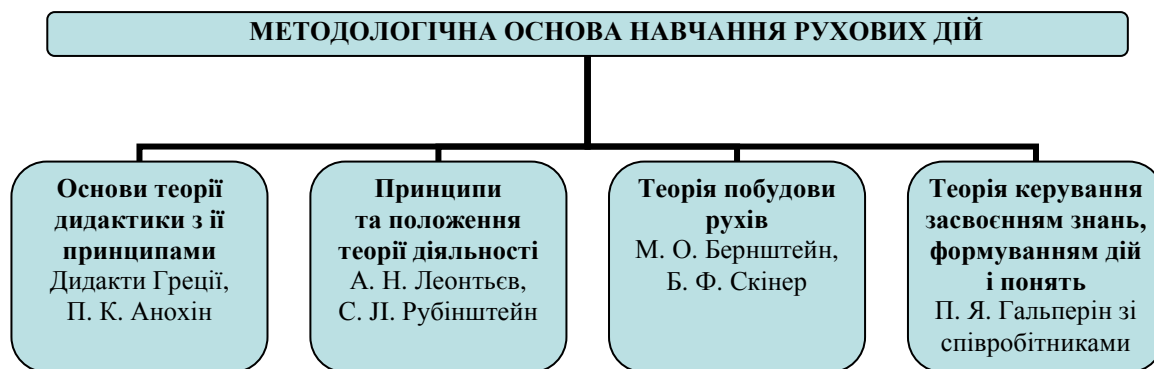 МЕТОДОЛОГІЧНА ОСНОВА НАВЧАННЯ РУХОВИХ ДІЙ
Основи теорії
дидактики з її
принципами
Дидакти Греції,
П. К. Анохін
Принципи
та положення
теорії діяльності
А. Н. Леонтьєв,
С. Л. Рубінштейн
Теорія побудови
рухів
М. О. Бернштейн,
Б. Ф. Скінер
Теорія керування
засвоєнням знань,
формуванням дій
і понять
П. Я. Гальперін зі
співробітниками